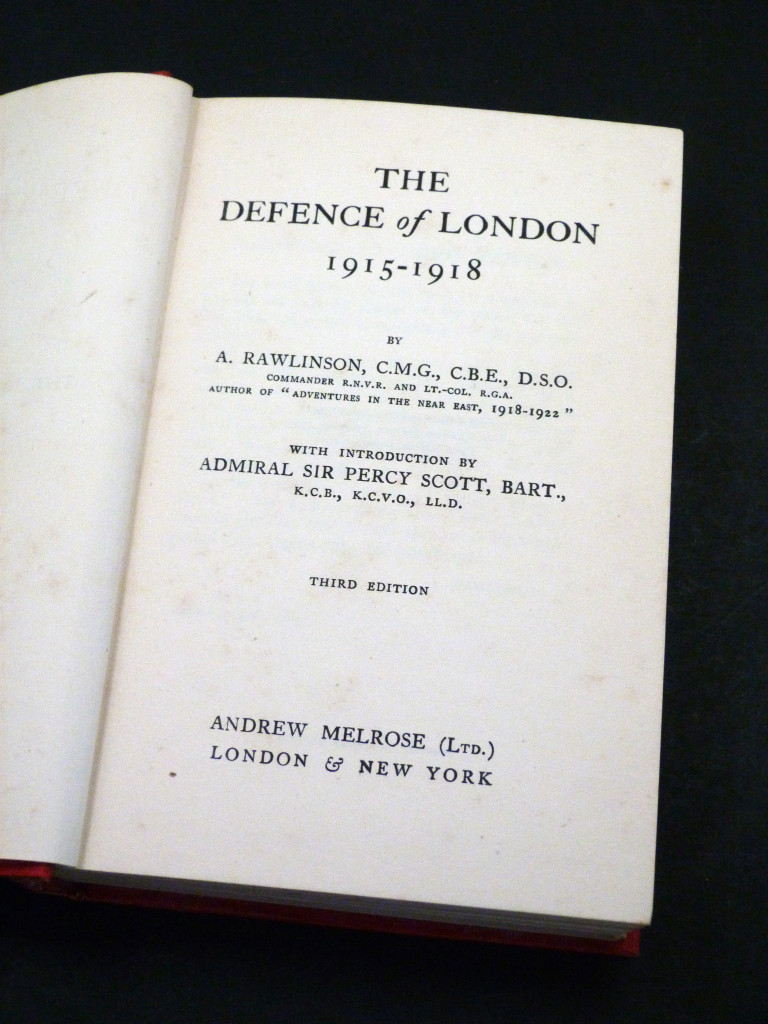 THE
DEFENCE of LONDON
1915-1918
BY
A. RAWLINSON, C.M.G., C.B.E., D.S.O.
COMMANDER R.N.V.R. AND LT.-COL. R.G.A.
AUTHOR OF "ADVENTURES IN THE NEAR EAST, 1918-1922"
WITH INTRODUCTION BY
ADMIRAL SIR PERCY SCOTT, BART.,
K.C.B., K.C.V.O., LL.D.
THIRD EDITION
ANDREW MELROSE (LTD.)
LONDON & NEW YORK